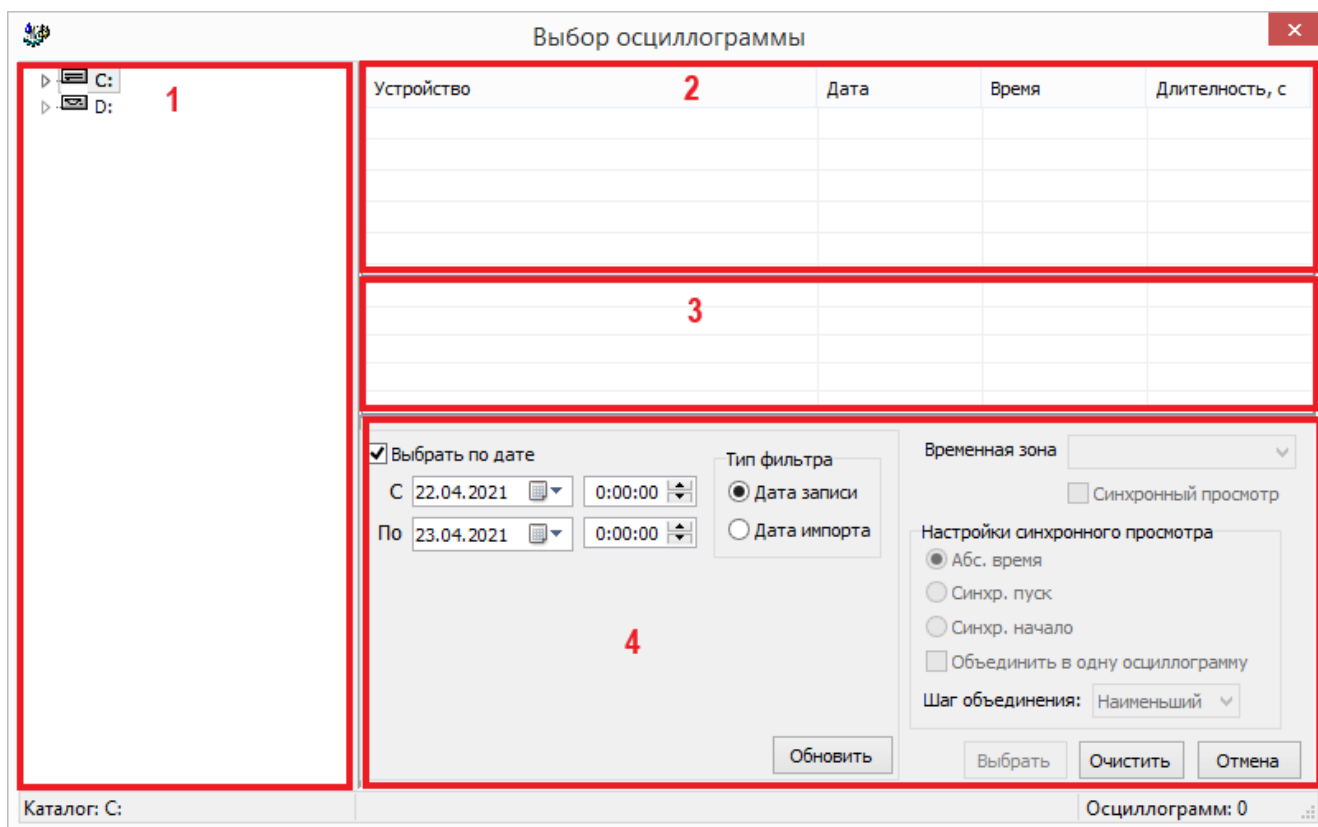 Выбор осциллограммы
C:
D:
1
Устройство 2 Дата Время Длителность, с
3
Выбрать по дате
С 22.04.2021 0:00:00
По 23.04.2021 0:00:00
Тип фильтра
Дата записи
Дата импорта
4
Обновить
Временная зона
Синхронный просмотр
Настройки синхронного просмотра
Абс. время
Синхр. пуск
Синхр. начало
Объединить в одну осциллограмму
Шаг объединения: Наименьший
Выбрать Очистить Отмена
Каталог: C: Осциллограмм: 0